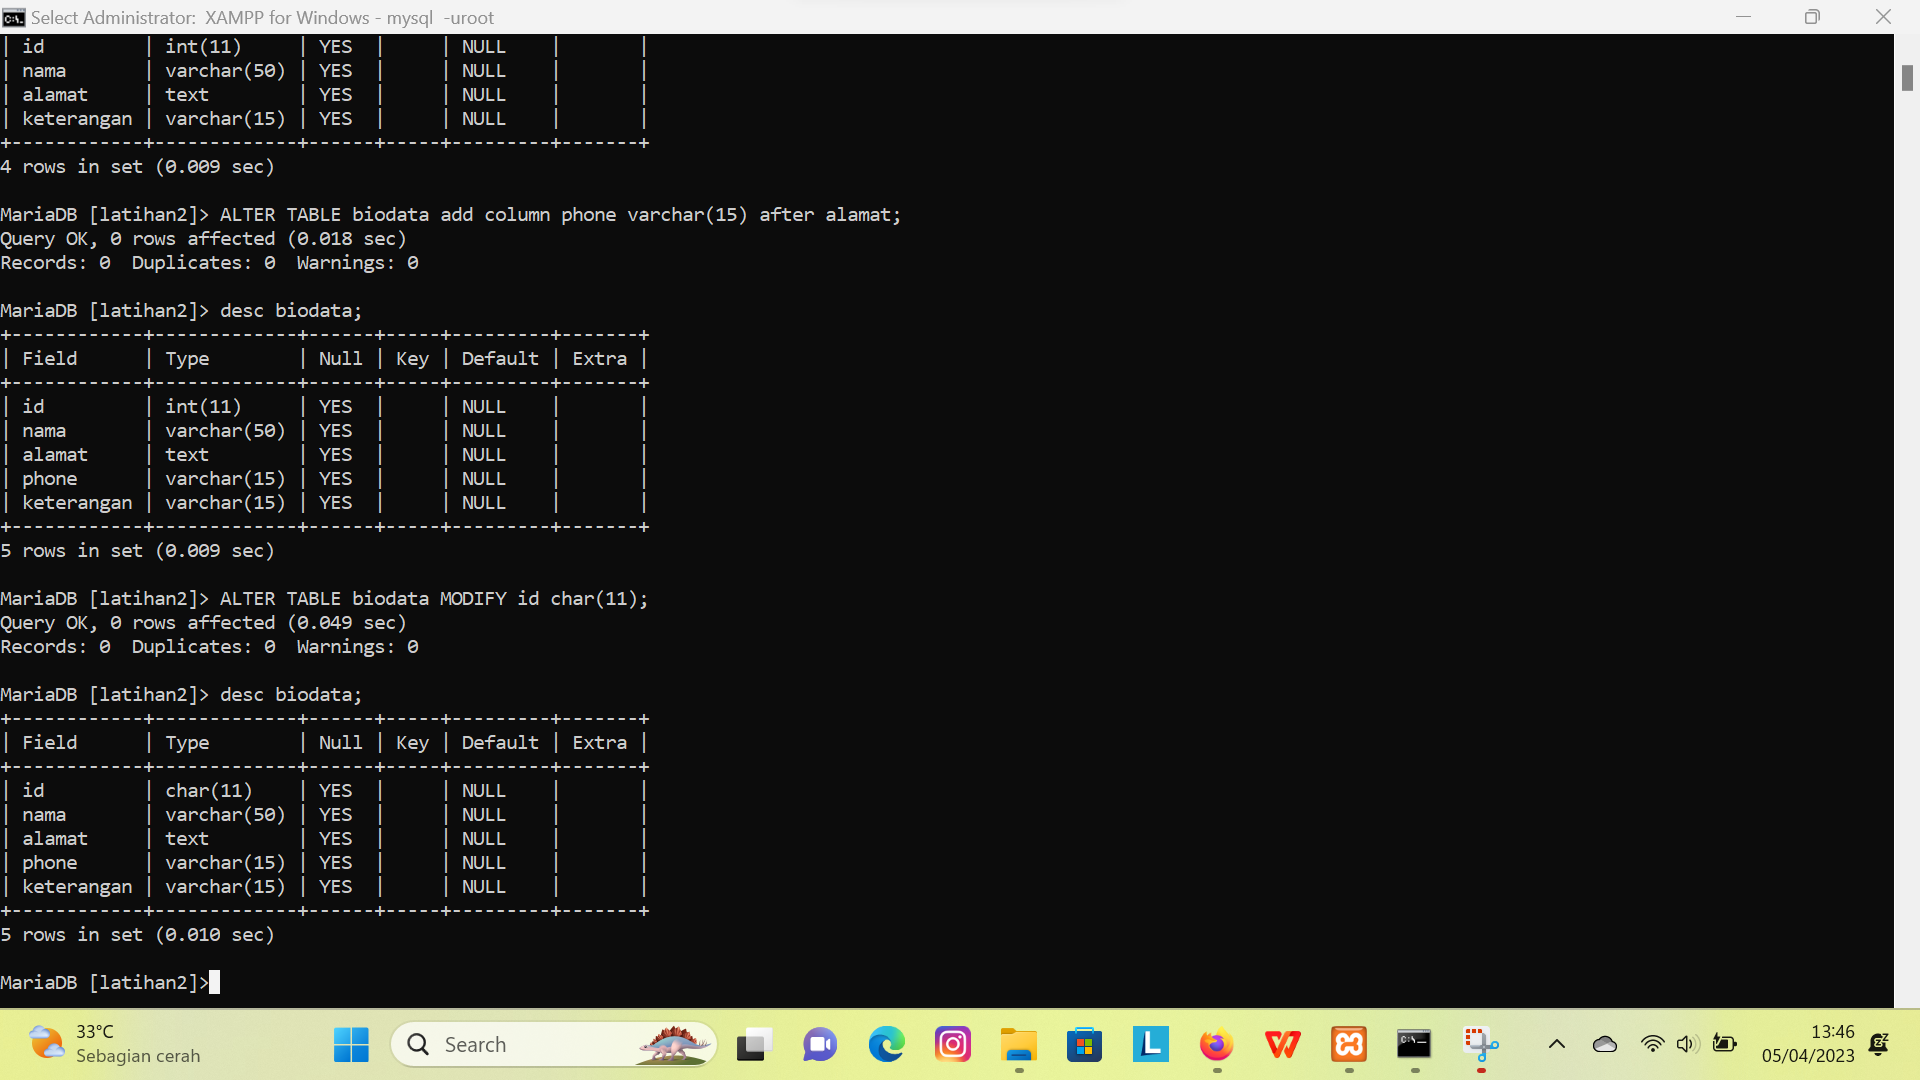 Select Administrator:  XAMPP for Windows - mysql  -uroot
| id         | int(11)     | YES  |     | NULL    |       |
| nama       | varchar(50) | YES  |     | NULL    |       |
| alamat     | text        | YES  |     | NULL    |       |
| keterangan | varchar(15) | YES  |     | NULL    |       |
+------------+-------------+------+-----+---------+-------+
4 rows in set (0.009 sec)
MariaDB [latihan2]> ALTER TABLE biodata add column phone varchar(15) after alamat;
Query OK, 0 rows affected (0.018 sec)
Records: 0  Duplicates: 0  Warnings: 0
MariaDB [latihan2]> desc biodata;
+------------+-------------+------+-----+---------+-------+
| Field      | Type        | Null | Key | Default | Extra |
+------------+-------------+------+-----+---------+-------+
| id         | int(11)     | YES  |     | NULL    |       |
| nama       | varchar(50) | YES  |     | NULL    |       |
| alamat     | text        | YES  |     | NULL    |       |
| phone      | varchar(15) | YES  |     | NULL    |       |
| keterangan | varchar(15) | YES  |     | NULL    |       |
+------------+-------------+------+-----+---------+-------+
5 rows in set (0.009 sec)
MariaDB [latihan2]> ALTER TABLE biodata MODIFY id char(11);
Query OK, 0 rows affected (0.049 sec)
Records: 0  Duplicates: 0  Warnings: 0
MariaDB [latihan2]> desc biodata;
+------------+-------------+------+-----+---------+-------+
| Field      | Type        | Null | Key | Default | Extra |
+------------+-------------+------+-----+---------+-------+
| id         | char(11)    | YES  |     | NULL    |       |
| nama       | varchar(50) | YES  |     | NULL    |       |
| alamat     | text        | YES  |     | NULL    |       |
| phone      | varchar(15) | YES  |     | NULL    |       |
| keterangan | varchar(15) | YES  |     | NULL    |       |
+------------+-------------+------+-----+---------+-------+
5 rows in set (0.010 sec)
MariaDB [latihan2]>
33°C
Sebagian cerah
Search
13:46
05/04/2023